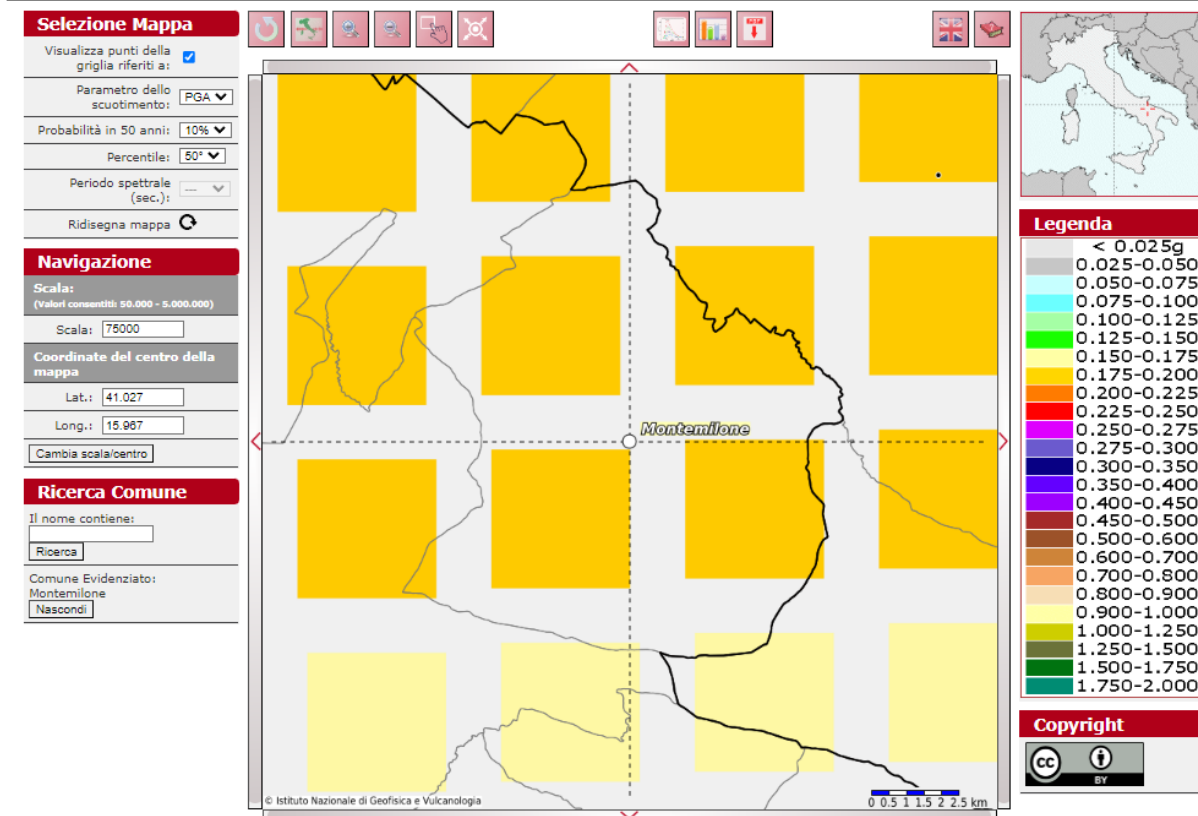 Selezione Mappa
Visualizza punti della
griglia riferiti a:
Parametro dello
scuotimento:
PGA
Probabilità in 50 anni:
10%
Percentile:
50°
Periodo spettrale
(sec.):
---
Ridisegna mappa
Navigazione
Scala:
(Valori consentiti: 50.000 - 5.000.000)
Scala:
75000
Coordinate del centro della
mappa
Lat.:
41.027
Long.:
15.967
Cambia scala/centro
Ricerca Comune
Il nome contiene:
Ricerca
Comune Evidenziato:
Montemilone
Nascondi
PDF
Montemilone
© Istituto Nazionale di Geofisica e Vulcanologia
0 0.5 1 1.5 2 2.5 km
Legenda
< 0.025g
0.025-0.050
0.050-0.075
0.075-0.100
0.100-0.125
0.125-0.150
0.150-0.175
0.175-0.200
0.200-0.225
0.225-0.250
0.250-0.275
0.275-0.300
0.300-0.350
0.350-0.400
0.400-0.450
0.450-0.500
0.500-0.600
0.600-0.700
0.700-0.800
0.800-0.900
0.900-1.000
1.000-1.250
1.250-1.500
1.500-1.750
1.750-2.000
Copyright
cc
BY